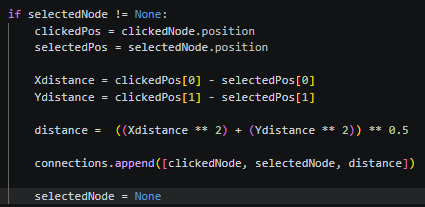 if selectedNode != None:
    clickedPos = clickedNode.position
    selectedPos = selectedNode.position

    Xdistance = clickedPos[0] - selectedPos[0]
    Ydistance = clickedPos[1] - selectedPos[1]

    distance =  ((Xdistance ** 2) + (Ydistance ** 2)) ** 0.5

    connections.append([clickedNode, selectedNode, distance])

    selectedNode = None